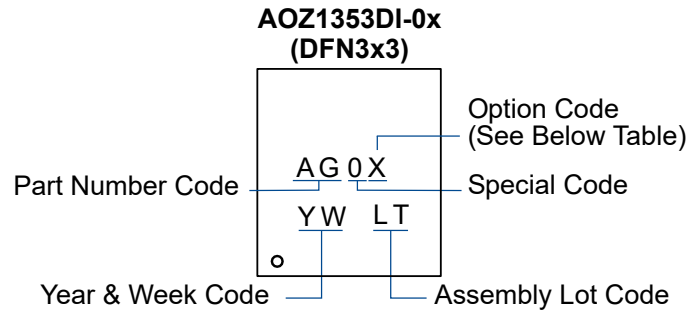 AOZ1353DI-0x
(DFN3x3)
Option Code
(See Below Table)
AG0X
Part Number Code
Special Code
YW LT
Year & Week Code
Assembly Lot Code